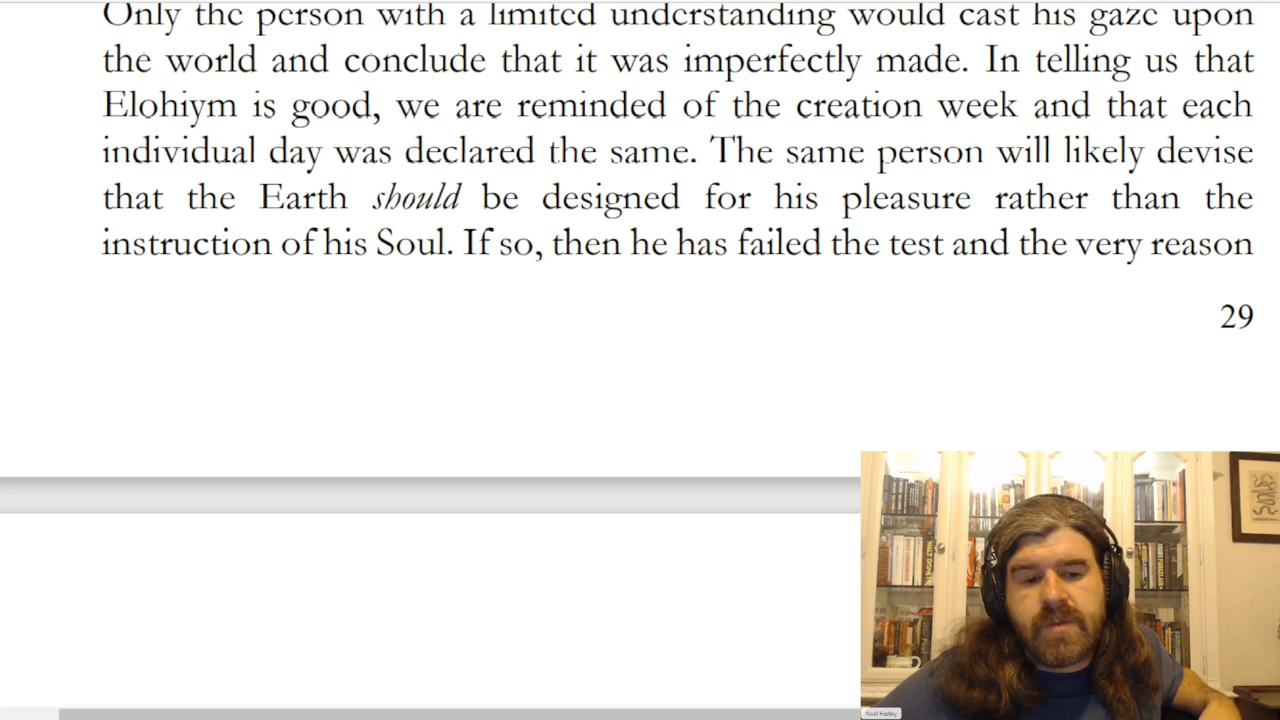 Only the person with a limited understanding would cast his gaze upon
the world and conclude that it was imperfectly made. In telling us that
Elohiym is good, we are reminded of the creation week and that each
individual day was declared the same. The same person will likely devise
that the Earth should be designed for his pleasure rather than the
instruction of his Soul. If so, then he has failed the test and the very reason
29
WALT DISNEY
Noel Hadley